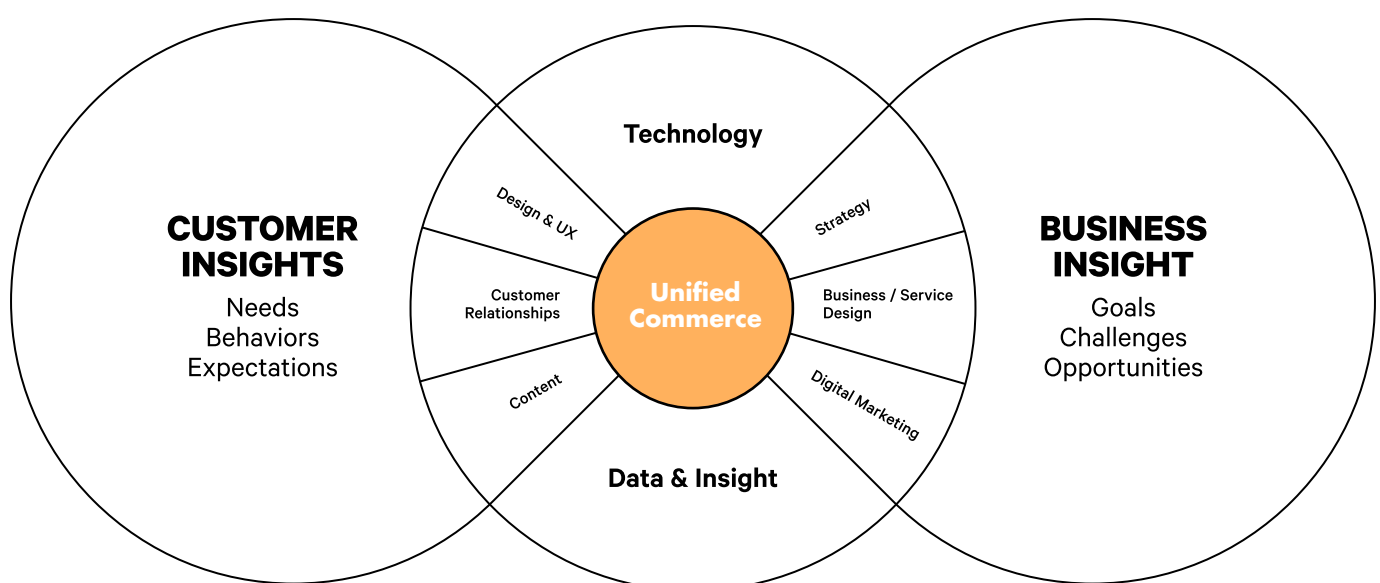 CUSTOMER
INSIGHTS
Needs
Behaviors
Expectations
Technology
Design & UX
Customer
Relationships
Content
Unified
Commerce
Strategy
Business / Service
Design
Digital Marketing
Data & Insight
BUSINESS
INSIGHT
Goals
Challenges
Opportunities